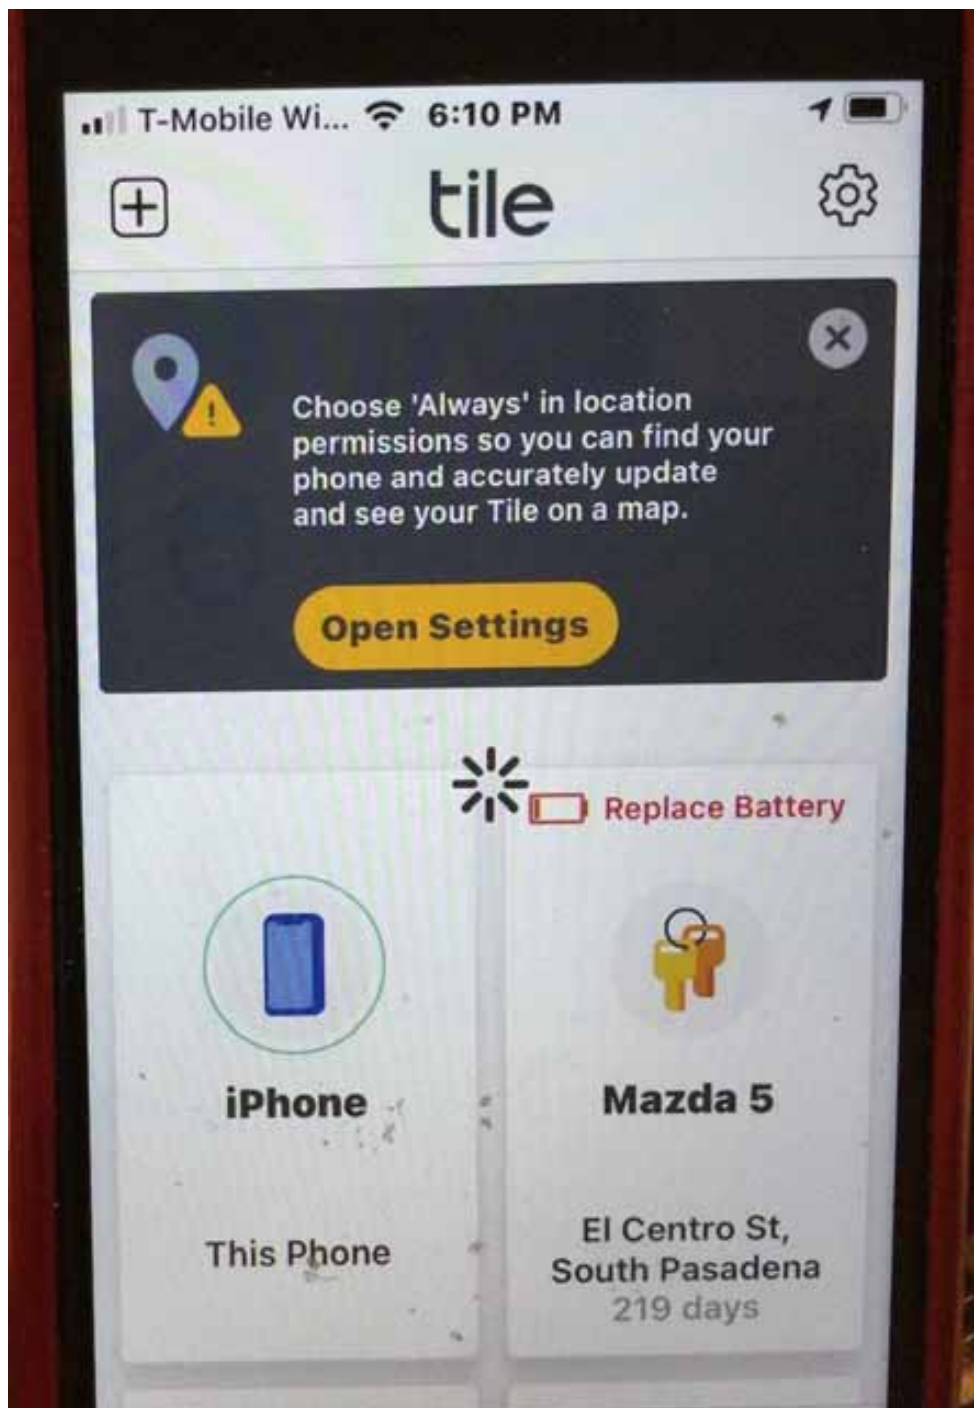 T-Mobile Wi... 6:10 PM
tile
Choose 'Always' in location
permissions so you can find your
phone and accurately update
and see your Tile on a map.
Open Settings
Replace Battery
iPhone
Mazda 5
This Phone
El Centro St,
South Pasadena
219 days